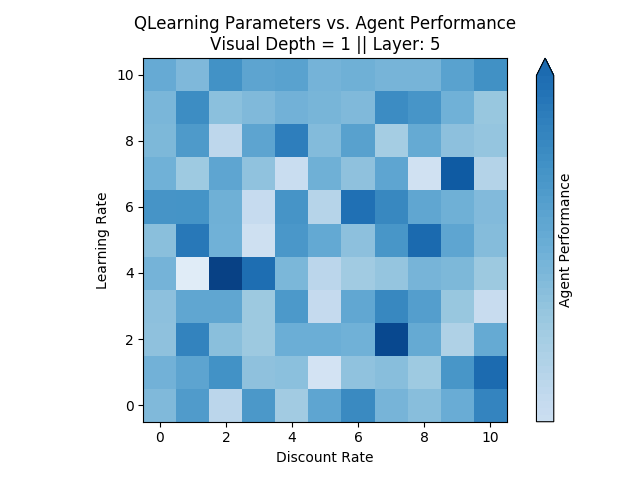 QLearning Parameters vs. Agent Performance
Visual Depth = 1 || Layer: 5
10
8
6
4
2
0
Learning Rate
0 2 4 6 8 10
Discount Rate
Agent Performance